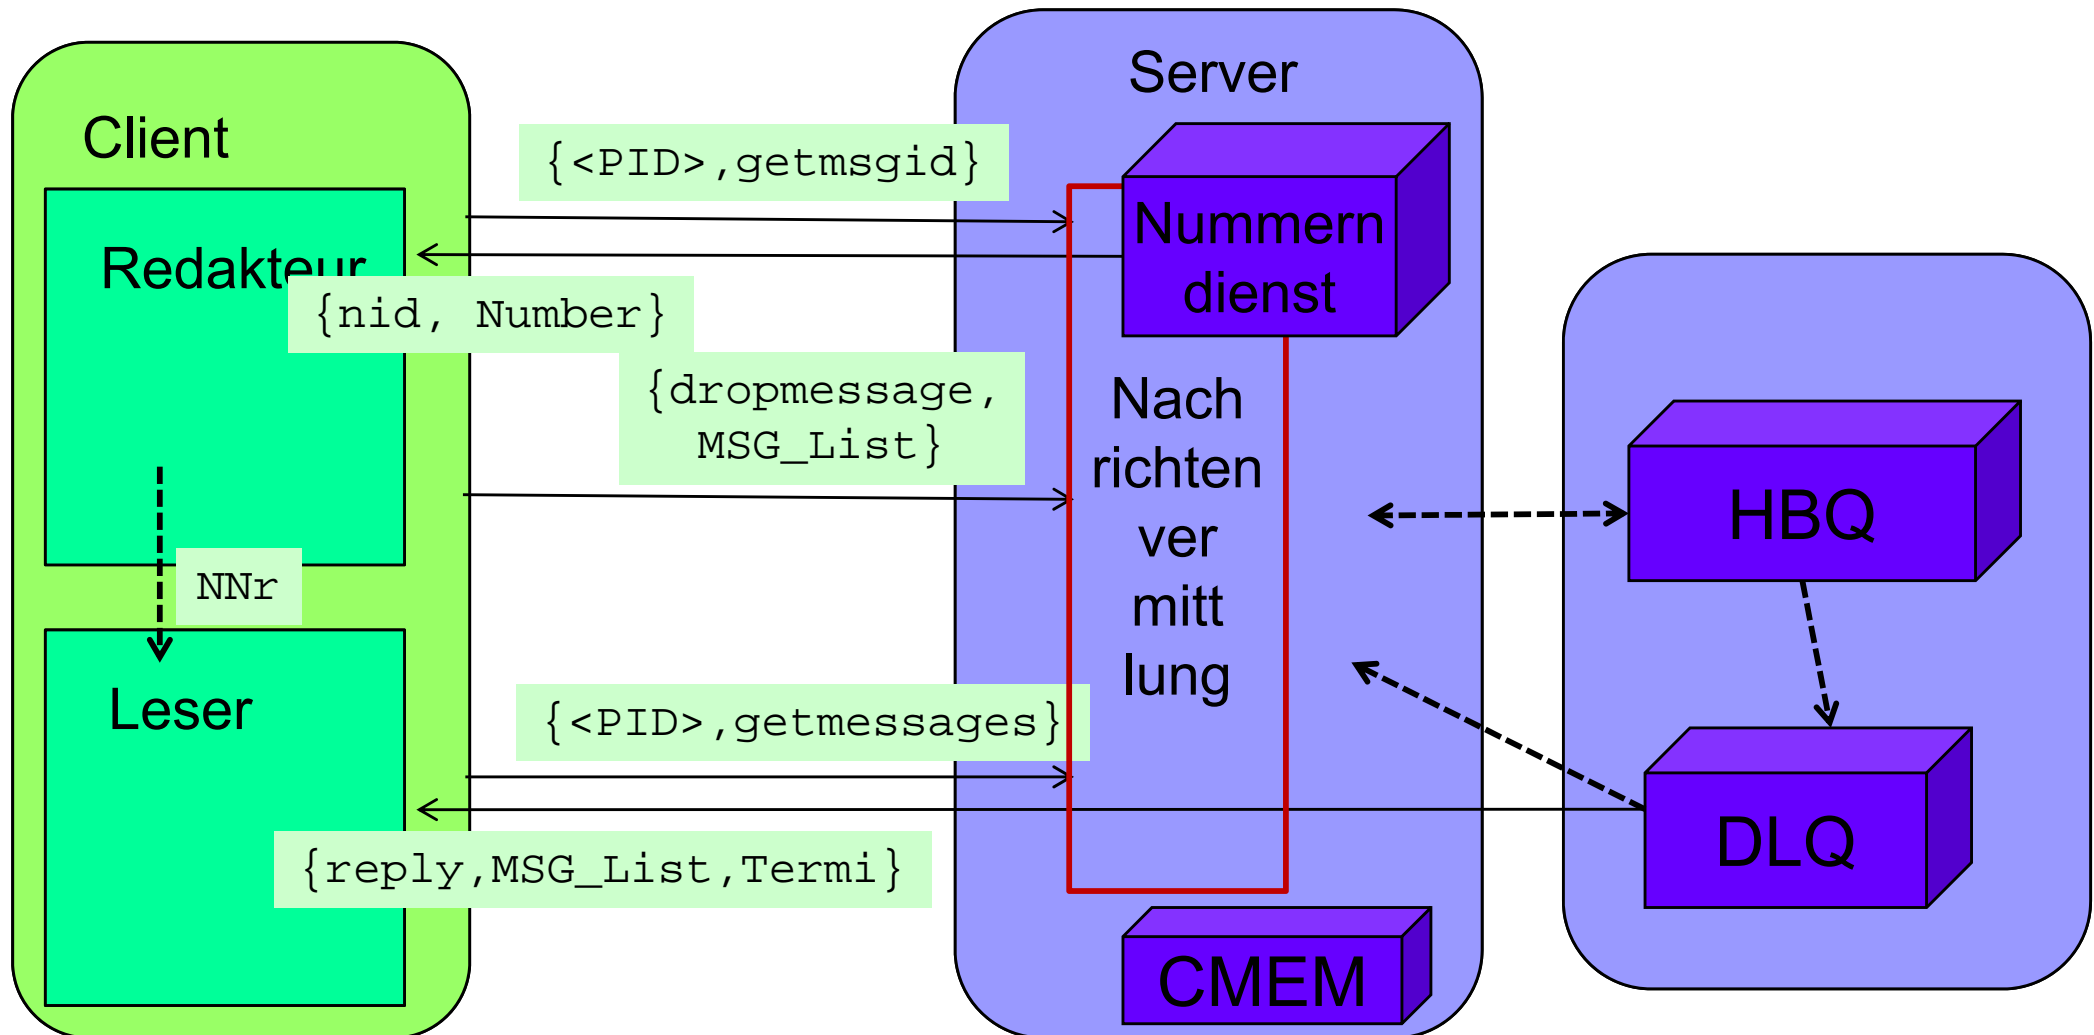 Server
Client
{<PID>,getmsgid}
Nummern
dienst
Redakteur
{nid, Number}
{dropmessage,
MSG_List}
Nach
richten
ver
mitt
lung
HBQ
NNr
Leser
{<PID>,getmessages}
DLQ
{reply,MSG_List,Termi}
CMEM